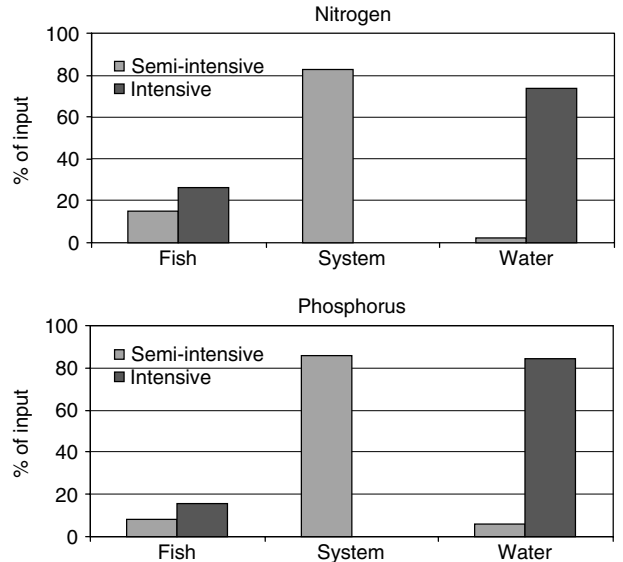 Nitrogen
% of input
100
80
60
40
20
0
Semi-intensive
Intensive
Fish System Water
Phosphorus
% of input
100
80
60
40
20
0
Semi-intensive
Intensive
Fish System Water